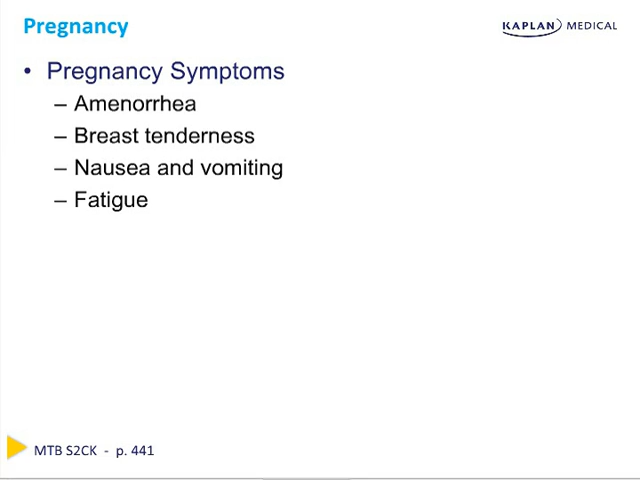 Pregnancy
KAPLAN MEDICAL
• Pregnancy Symptoms
– Amenorrhea
– Breast tenderness
– Nausea and vomiting
– Fatigue
MTB S2CK - p. 441